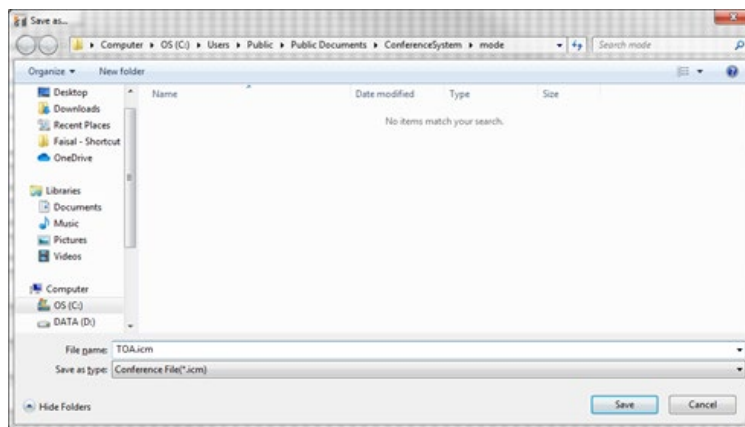 Save as...
Computer ▸ OS (C:) ▸ Users ▸ Public ▸ Public Documents ▸ ConferenceSystem ▸ mode
Search mode
Organize
New folder
Name
Date modified
Type
Size
No items match your search.
Desktop
Downloads
Recent Places
Faisal - Shortcut
OneDrive
Libraries
Documents
Music
Pictures
Videos
Computer
OS (C:)
DATA (D:)
File name: TOA.icm
Save as type: Conference File(*.icm)
Hide Folders
Save
Cancel